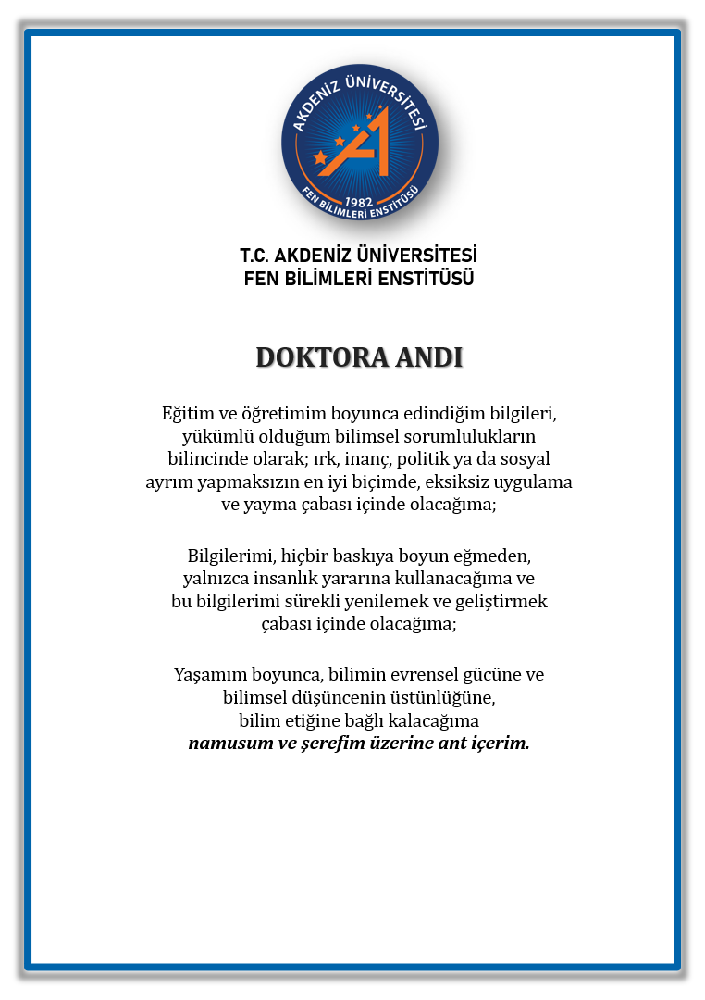 AKDENİZ ÜNİVERSİTESİ
1982
FEN BİLİMLERİ ENSTİTÜSÜ
T.C. AKDENİZ ÜNİVERSİTESİ
FEN BİLİMLERİ ENSTİTÜSÜ
DOKTORA ANDI
Eğitim ve öğretimim boyunca edindiğim bilgileri,
yükümlü olduğum bilimsel sorumlulukların
bilincinde olarak; ırk, inanç, politik ya da sosyal
ayrım yapmaksızın en iyi biçimde, eksiksiz uygulama
ve yayma çabası içinde olacağıma;
Bilgilerimi, hiçbir baskıya boyun eğmeden,
yalnızca insanlık yararına kullanacağıma ve
bu bilgilerimi sürekli yenilemek ve geliştirmek
çabası içinde olacağıma;
Yaşamım boyunca, bilimin evrensel gücüne ve
bilimsel düşüncenin üstünlüğüne,
bilim etiğine bağlı kalacağıma
namusum ve şerefim üzerine ant içerim.